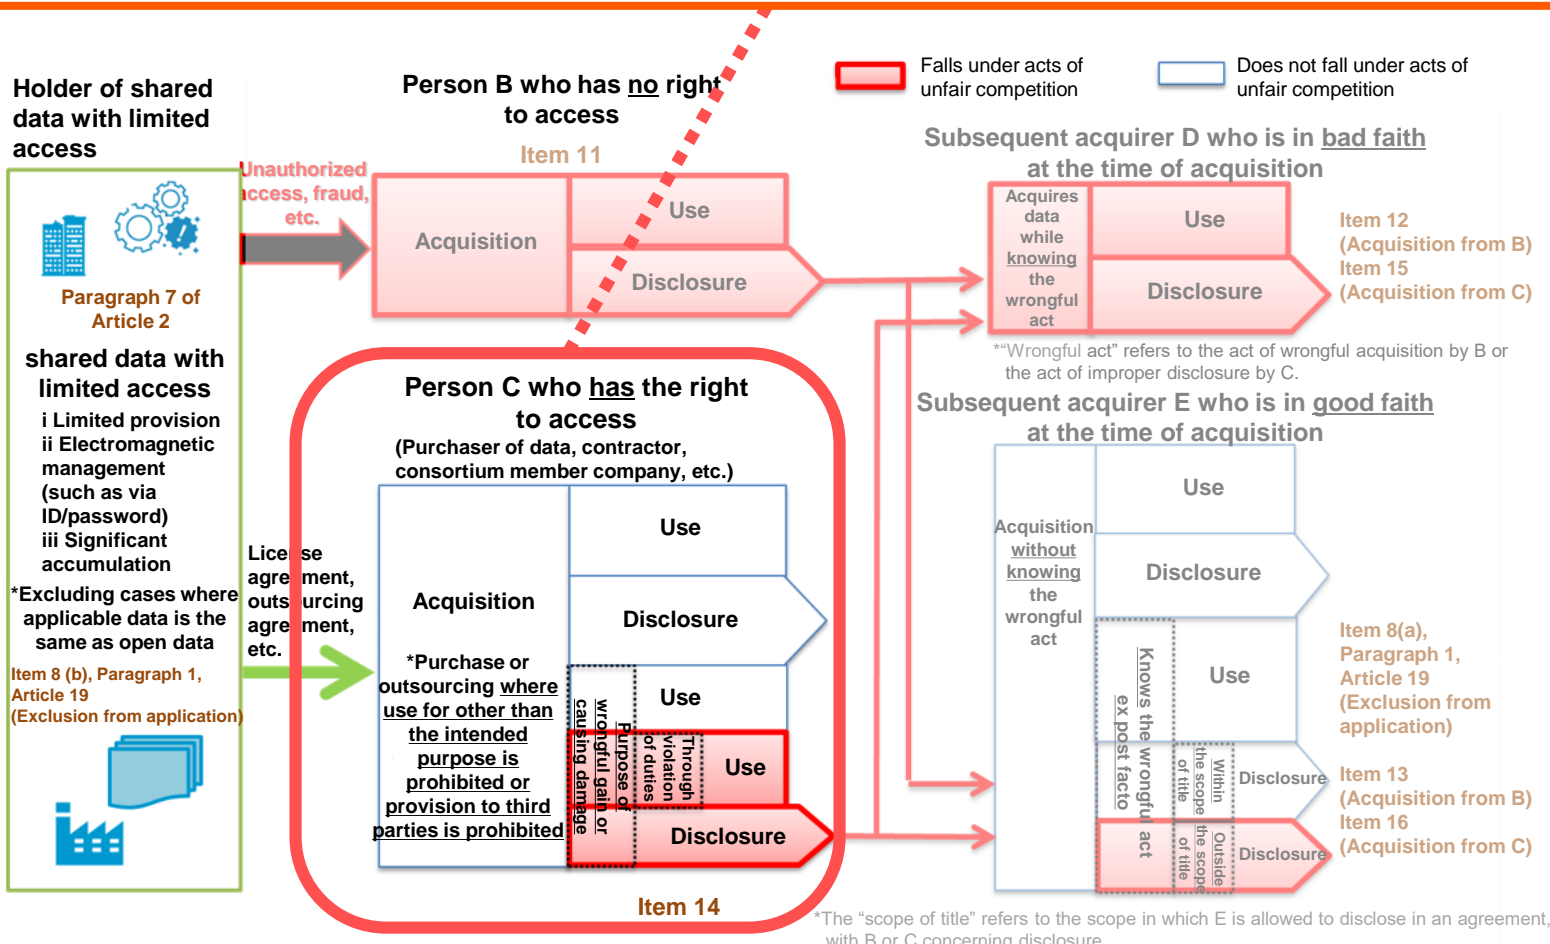 Falls under acts of
unfair competition
Does not fall under acts of
unfair competition
Holder of shared
data with limited
access
Paragraph 7 of
Article 2
shared data with
limited access
i Limited provision
ii Electromagnetic
management
(such as via
ID/password)
iii Significant
accumulation
*Excluding cases where
applicable data is the
same as open data
Item 8 (b), Paragraph 1,
Article 19
(Exclusion from application)
Unauthorized
access, fraud,
etc.
License
agreement,
outsourcing
agreement,
etc.
Person B who has no right
to access
Item 11
Acquisition
Use
Disclosure
Person C who has the right
to access
(Purchaser of data, contractor,
consortium member company, etc.)
Acquisition
*Purchase or
outsourcing where
use for other than
the intended
purpose is
prohibited or
provision to third
parties is prohibited
Use
Disclosure
Use
Purpose of
wrongful gain or
causing damage
Through
violation
of duties
Use
Disclosure
Item 14
Subsequent acquirer D who is in bad faith
at the time of acquisition
Acquires
data
while
knowing
the
wrongful
act
Use
Disclosure
Item 12
(Acquisition from B)
Item 15
(Acquisition from C)
*“Wrongful act” refers to the act of wrongful acquisition by B or
the act of improper disclosure by C.
Subsequent acquirer E who is in good faith
at the time of acquisition
Acquisition
without
knowing
the
wrongful
act
Use
Disclosure
Knows the wrongful act
ex post facto
Use
Within
the scope
of title
Disclosure
Outside
the scope
of title
Disclosure
Item 8(a),
Paragraph 1,
Article 19
(Exclusion from
application)
Item 13
(Acquisition from B)
Item 16
(Acquisition from C)
*The “scope of title” refers to the scope in which E is allowed to disclose in an agreement,
with B or C concerning disclosure